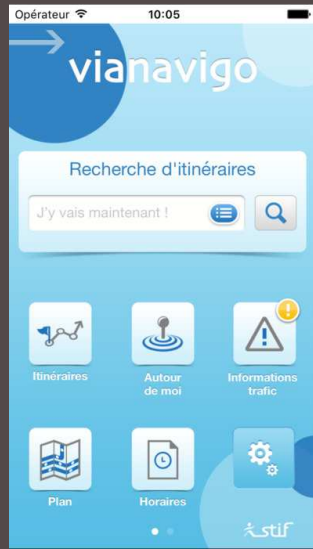 Opérateur 10:05
vianavigo
Recherche d'itinéraires
J'y vais maintenant !
Itinéraires
Autour
de moi
Informations
trafic
Plan
Horaires
stif